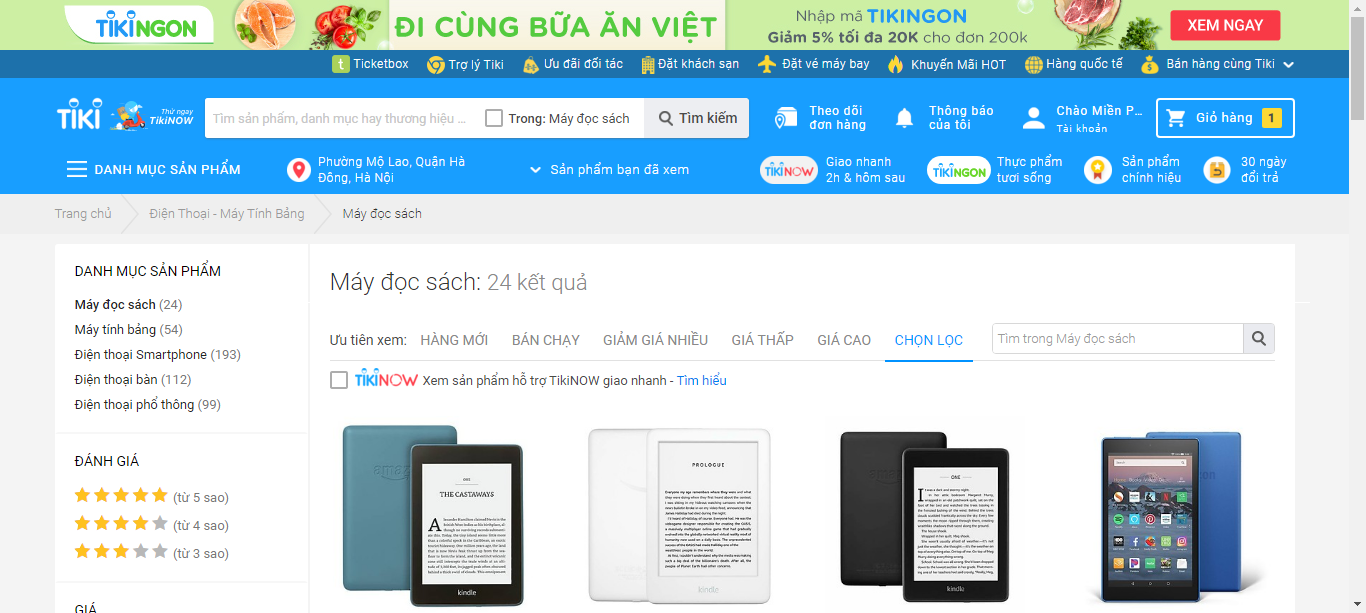 TIKINGON
ĐI CÙNG BỮA ĂN VIỆT
Nhập mã TIKINGON
Giảm 5% tối đa 20K cho đơn 200k
XEM NGAY
Ticketbox
Trợ lý Tiki
Ưu đãi đối tác
Đặt khách sạn
Đặt vé máy bay
Khuyến Mãi HOT
Hàng quốc tế
Bán hàng cùng Tiki
TIKI
Thử ngay
TikiNOW
Tìm sản phẩm, danh mục hay thương hiệu ...
Trong: Máy đọc sách
Tìm kiếm
Theo dõi
đơn hàng
Thông báo
của tôi
Chào Miền P...
Tài khoản
Giỏ hàng 1
DANH MỤC SẢN PHẨM
Phường Mộ Lao, Quận Hà
Đông, Hà Nội
Sản phẩm bạn đã xem
TIKINOW
Giao nhanh
2h & hôm sau
TIKINGON
Thực phẩm
tươi sống
Sản phẩm
chính hiệu
30 ngày
đổi trả
Trang chủ
Điện Thoại - Máy Tính Bảng
Máy đọc sách
DANH MỤC SẢN PHẨM
Máy đọc sách (24)
Máy tính bảng (54)
Điện thoại Smartphone (193)
Điện thoại bàn (112)
Điện thoại phổ thông (99)
ĐÁNH GIÁ
(từ 5 sao)
(từ 4 sao)
(từ 3 sao)
GIÁ
Máy đọc sách: 24 kết quả
Ưu tiên xem:
HÀNG MỚI
BÁN CHẠY
GIẢM GIÁ NHIỀU
GIÁ THẤP
GIÁ CAO
CHỌN LỌC
Tìm trong Máy đọc sách
TIKINOW Xem sản phẩm hỗ trợ TikiNOW giao nhanh - Tìm hiểu
ONE
THE CASTAWAYS
kindle
PROLOGUE
kindle
ONE
kindle